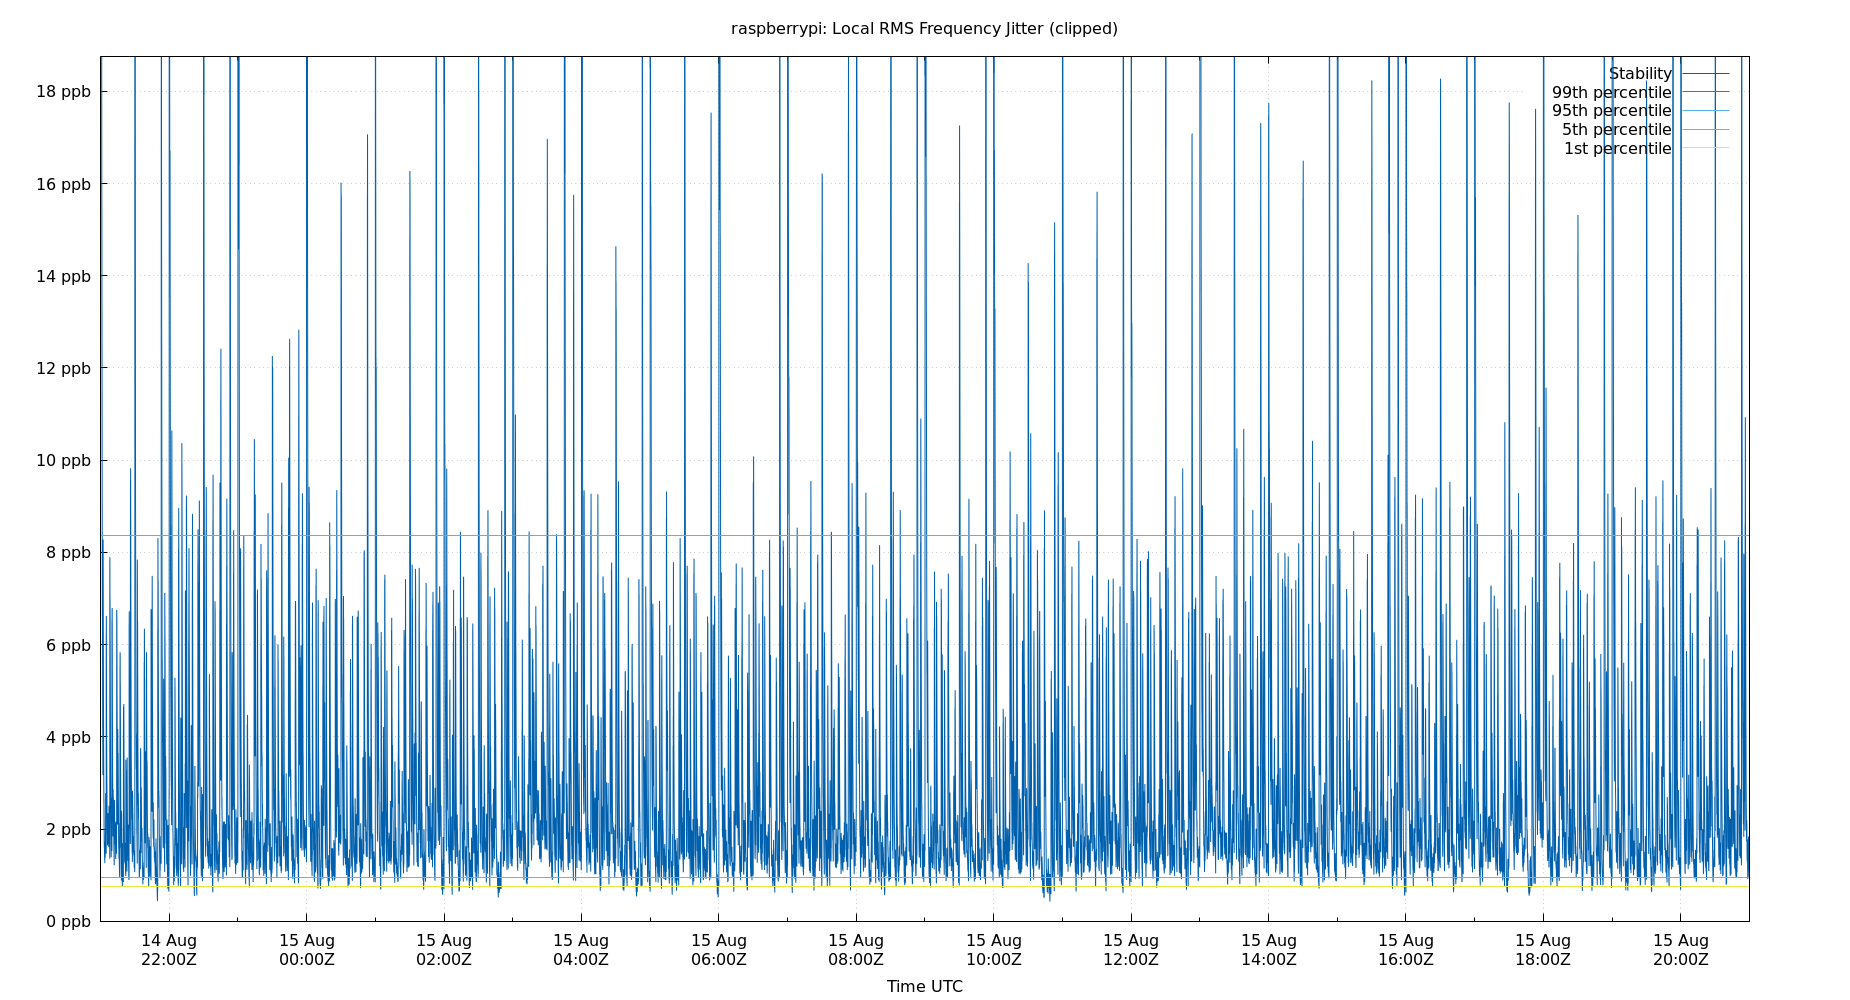 raspberrypi: Local RMS Frequency Jitter (clipped)
Stability
99th percentile
95th percentile
5th percentile
1st percentile
18 ppb
16 ppb
14 ppb
12 ppb
10 ppb
8 ppb
6 ppb
4 ppb
2 ppb
0 ppb
14 Aug 15 Aug 15 Aug 15 Aug 15 Aug 15 Aug 15 Aug 15 Aug 15 Aug 15 Aug 15 Aug 15 Aug
22:00Z 00:00Z 02:00Z 04:00Z 06:00Z 08:00Z 10:00Z 12:00Z 14:00Z 16:00Z 18:00Z 20:00Z
Time UTC